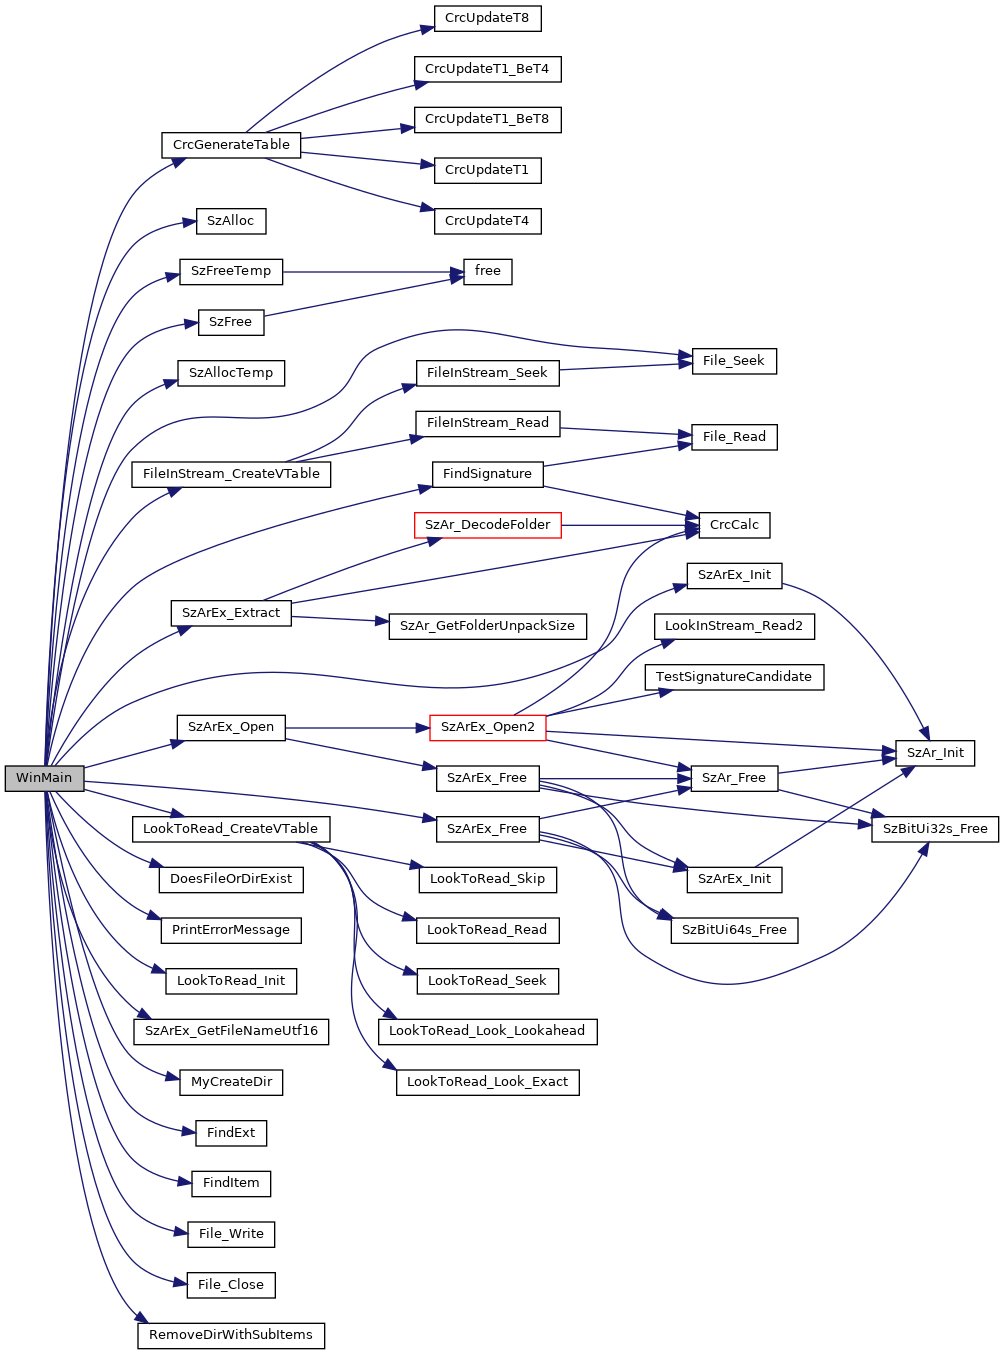 CrcUpdateT8
CrcUpdateT1_BeT4
CrcUpdateT1_BeT8
CrcGenerateTable
CrcUpdateT1
CrcUpdateT4
SzAlloc
SzFreeTemp
free
SzFree
File_Seek
SzAllocTemp
FileInStream_Seek
FileInStream_Read
File_Read
FileInStream_CreateVTable
FindSignature
SzAr_DecodeFolder
CrcCalc
SzArEx_Init
SzArEx_Extract
SzAr_GetFolderUnpackSize
LookInStream_Read2
TestSignatureCandidate
SzArEx_Open
SzArEx_Open2
SzAr_Init
WinMain
SzArEx_Free
SzAr_Free
LookToRead_CreateVTable
SzArEx_Free
SzBitUi32s_Free
DoesFileOrDirExist
LookToRead_Skip
SzArEx_Init
PrintErrorMessage
LookToRead_Read
SzBitUi64s_Free
LookToRead_Init
LookToRead_Seek
SzArEx_GetFileNameUtf16
LookToRead_Look_Lookahead
MyCreateDir
LookToRead_Look_Exact
FindExt
FindItem
File_Write
File_Close
RemoveDirWithSubItems